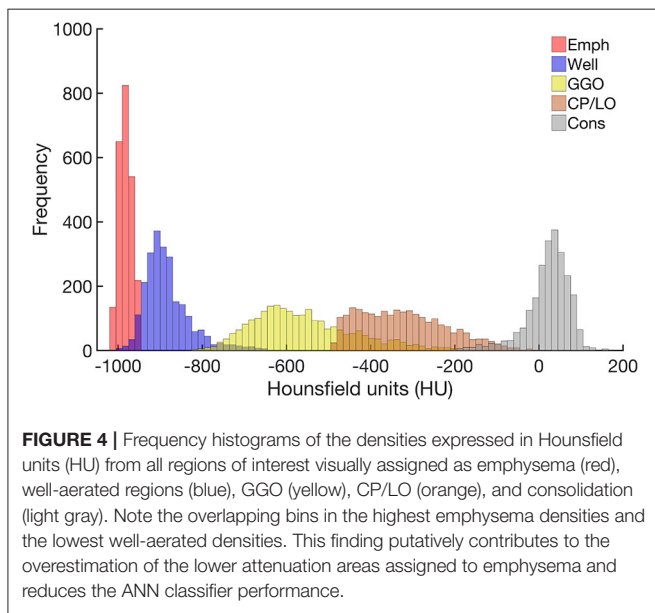 1000
800
600
400
200
0
Frequency
Emph
Well
GGO
CP/LO
Cons
-1000 -800 -600 -400 -200 0 200
Hounsfield units (HU)
FIGURE 4 | Frequency histograms of the densities expressed in Hounsfield
units (HU) from all regions of interest visually assigned as emphysema (red),
well-aerated regions (blue), GGO (yellow), CP/LO (orange), and consolidation
(light gray). Note the overlapping bins in the highest emphysema densities and
the lowest well-aerated densities. This finding putatively contributes to the
overestimation of the lower attenuation areas assigned to emphysema and
reduces the ANN classifier performance.